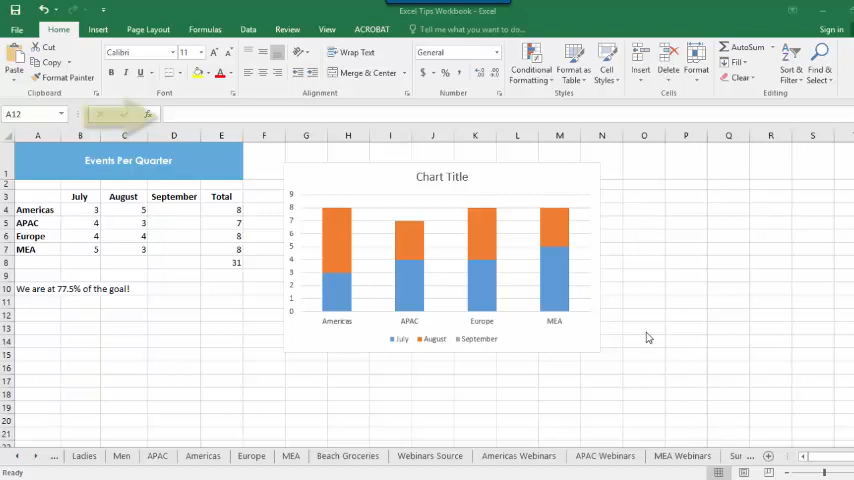 Excel Tips Workbook - Excel
File Home Insert Page Layout Formulas Data Review View ACROBAT Tell me what you want to do... Sign in
Cut
Copy
Format Painter
Paste
Clipboard
Calibri 11
B I U
Font
Wrap Text
Merge & Center
Alignment
General
$ % ,
Number
Conditional Formatting
Format as Table
Cell Styles
Styles
Insert Delete Format
Cells
AutoSum
Fill
Clear
Sort & Filter
Find & Select
Editing
A12 fx
A B C D E F G H I J K L M N O P Q R S
1 Events Per Quarter
2
3 July August September Total
4 Americas 3 5 8
5 APAC 4 3 7
6 Europe 4 4 8
7 MEA 5 3 8
8 31
9
10 We are at 77.5% of the goal!
11
12
13
14
15
16
17
18
19
20
21
Chart Title
9
8
7
6
5
4
3
2
1
0
Americas APAC Europe MEA
July August September
... Ladies Men APAC Americas Europe MEA Beach Groceries Webinars Source Americas Webinars APAC Webinars MEA Webinars Sur ...
Ready